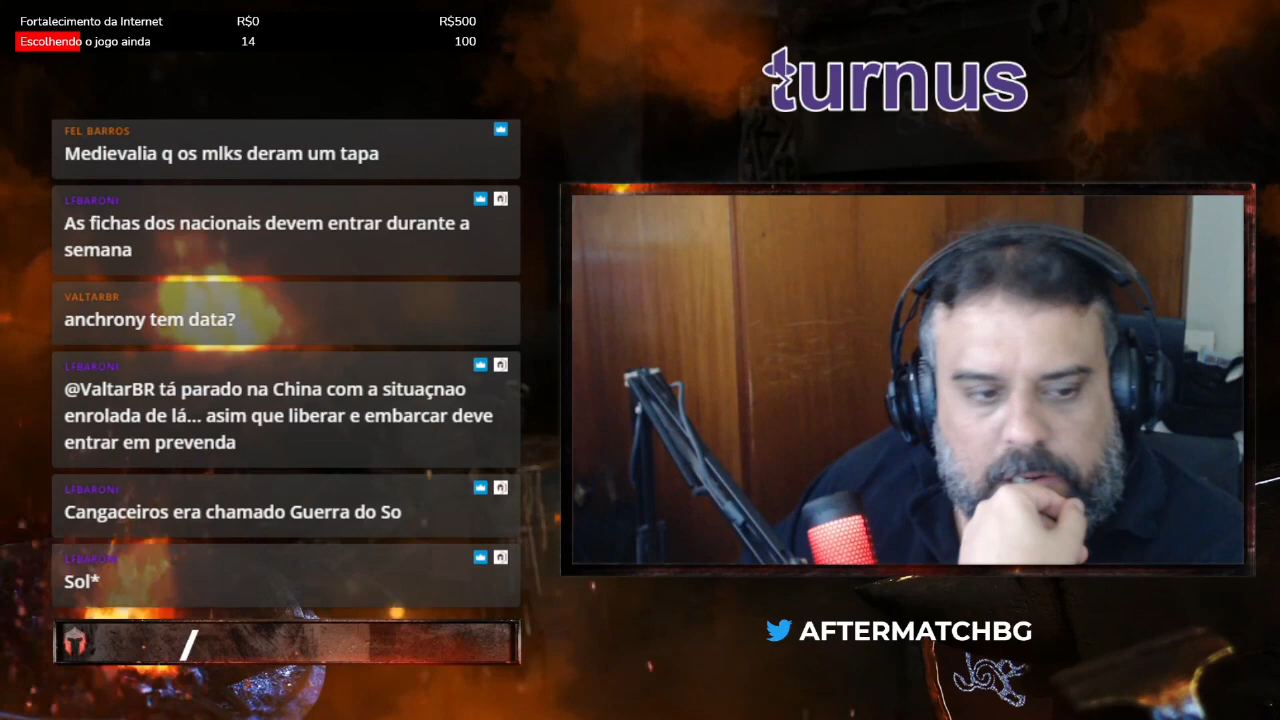 Fortalecimento da Internet R$0 R$500
Escolhendo o jogo ainda 14 100
turnus
FEL BARROS
Medievalia q os mlks deram um tapa
LFBARONI
As fichas dos nacionais devem entrar durante a
semana
VALTARBR
anchrony tem data?
LFBARONI
@ValtarBR tá parado na China com a situaçnao
enrolada de lá... asim que liberar e embarcar deve
entrar em prevenda
LFBARONI
Cangaceiros era chamado Guerra do So
LFBARONI
Sol*
/
AFTERMATCHBG